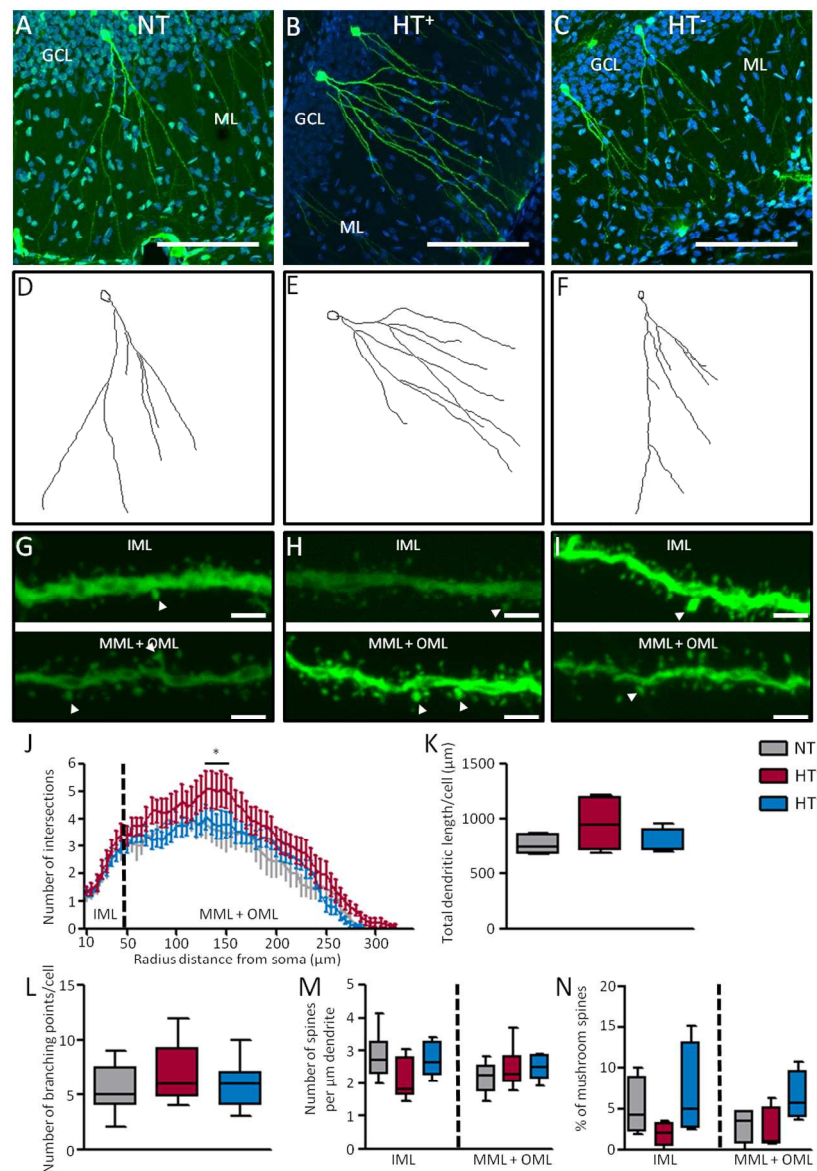 A NT
GCL
ML
B HT+
GCL
ML
C HT-
GCL
ML
D
E
F
G IML
MML + OML
H IML
MML + OML
I IML
MML + OML
J
*
Number of intersections
6
5
4
3
2
1
0
IML
MML + OML
10 50 100 150 200 250 300
Radius distance from soma (µm)
K
Total dendritic length/cell (µm)
1500
1000
500
0
NT
HT
HT
L
Number of branching points/cell
15
10
5
0
M
Number of spines
per µm dendrite
5
4
3
2
1
0
IML MML + OML
N
% of mushroom spines
20
15
10
5
0
IML MML + OML